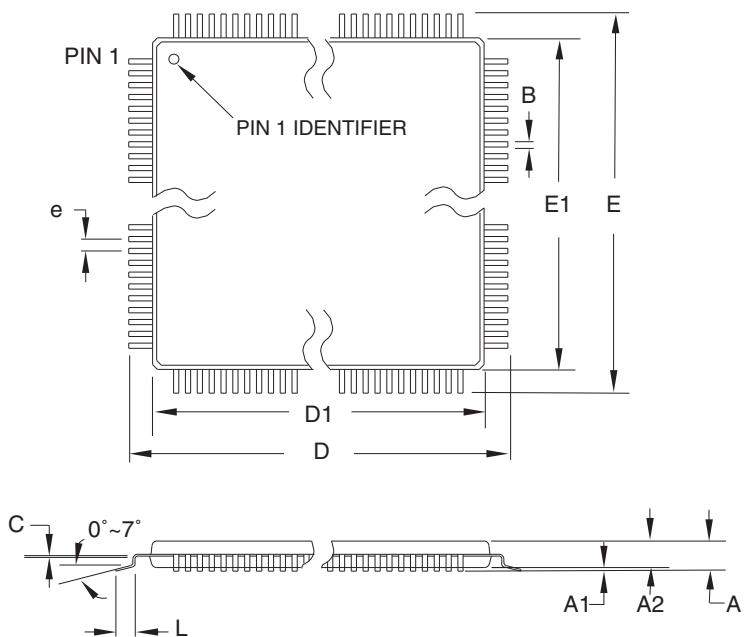 PIN 1
PIN 1 IDENTIFIER
B
e
E1
E
D1
D
C
0°~7°
L
A1
A2
A